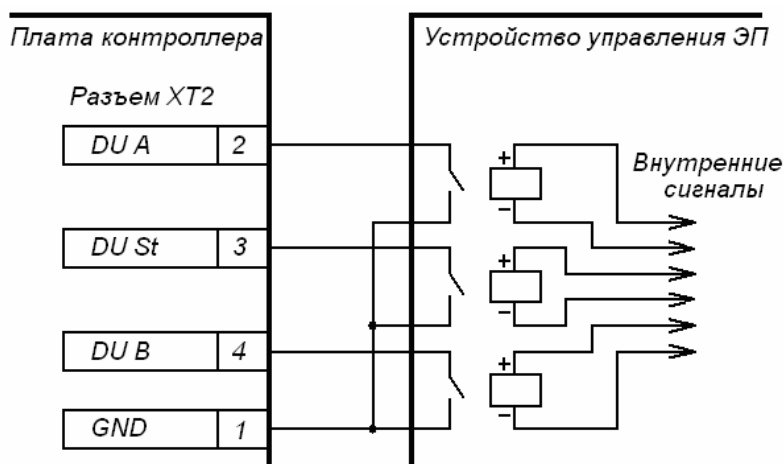 Плата контроллера
Устройство управления ЭП
Разъем XT2
DU A 2
DU St 3
DU B 4
GND 1
+
–
+
–
+
–
Внутренние
сигналы